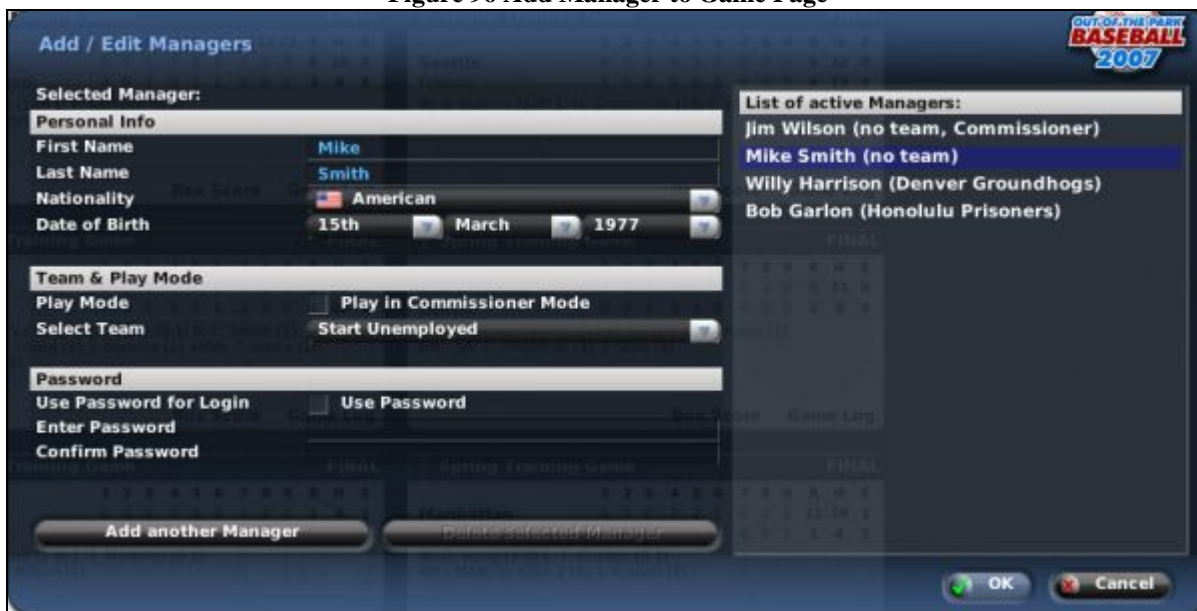 Figure 96 Add Manager to Game Page
OUT OF THE PARK
BASEBALL
2007
Add / Edit Managers
Selected Manager:
Personal Info
First Name Mike
Last Name Smith
Nationality American
Date of Birth 15th March 1977
Team & Play Mode
Play Mode Play in Commissioner Mode
Select Team Start Unemployed
Password
Use Password for Login Use Password
Enter Password
Confirm Password
Add another Manager Delete Selected Manager
List of active Managers:
Jim Wilson (no team, Commissioner)
Mike Smith (no team)
Willy Harrison (Denver Groundhogs)
Bob Garlon (Honolulu Prisoners)
OK Cancel